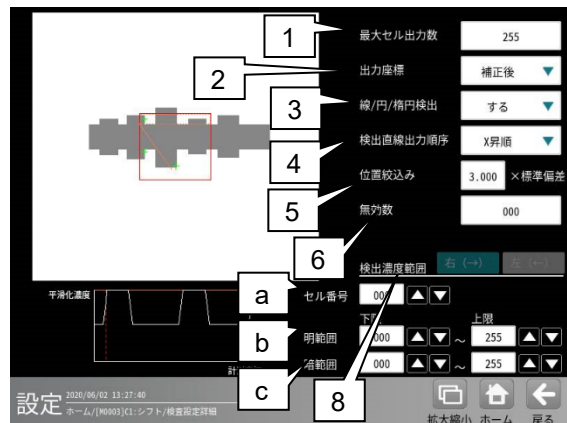 1
最大セル出力数
255
2
出力座標
補正後
3
線/円/楕円検出
する
4
検出直線出力順序
X昇順
5
位置絞込み
3.000
×標準偏差
無効数
000
6
検出濃度範囲
右 (→)
左 (←)
平滑化濃度
a
セル番号
00
下限
上限
b
明範囲
000
~
255
c
暗範囲
000
~
255
8
設定
2020/06/02 13:27:40
ホーム/[M0003]C1:シフト/検査設定詳細
拡大縮小
ホーム
戻る